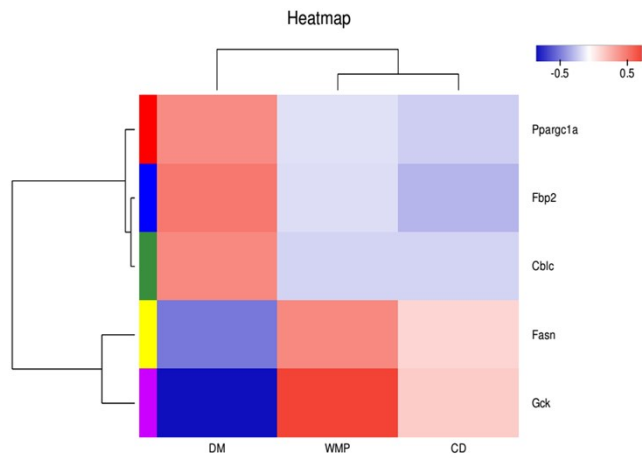 Heatmap
-0.5 0.5
Ppargc1a
Fbp2
Cblc
Fasn
Gck
DM WMP CD